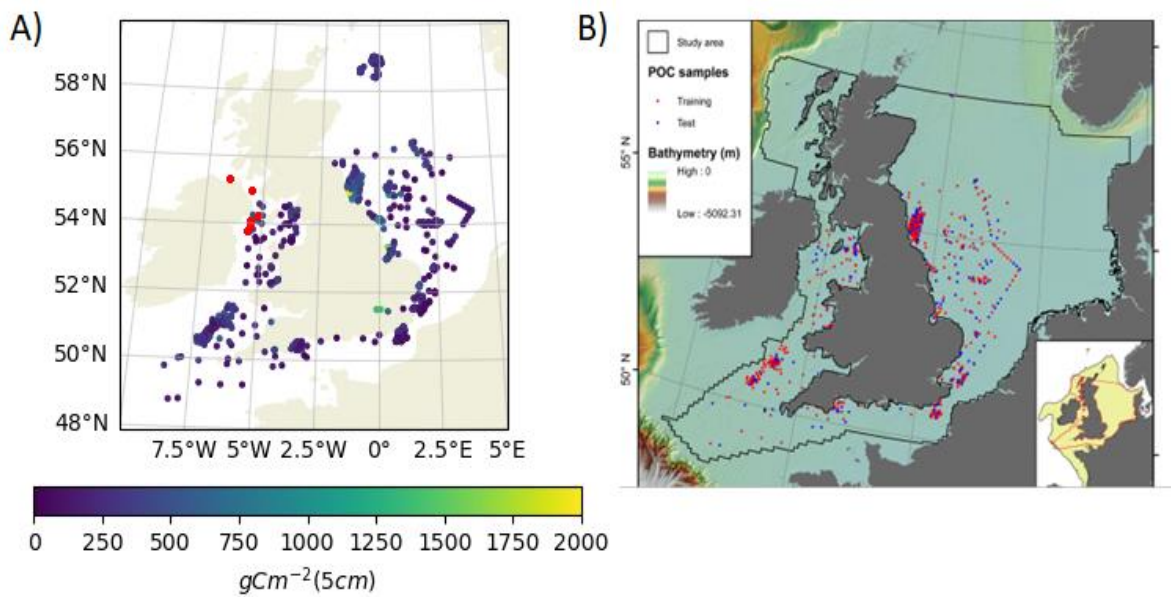 A)
58°N
56°N
54°N
52°N
50°N
48°N
7.5°W 5°W 2.5°W 0° 2.5°E 5°E
0 250 500 750 1000 1250 1500 1750 2000
gCm⁻²(5cm)
B)
Study area
POC samples
Training
Test
Bathymetry (m)
High : 0
Low : -5092.31
55° N
50° N